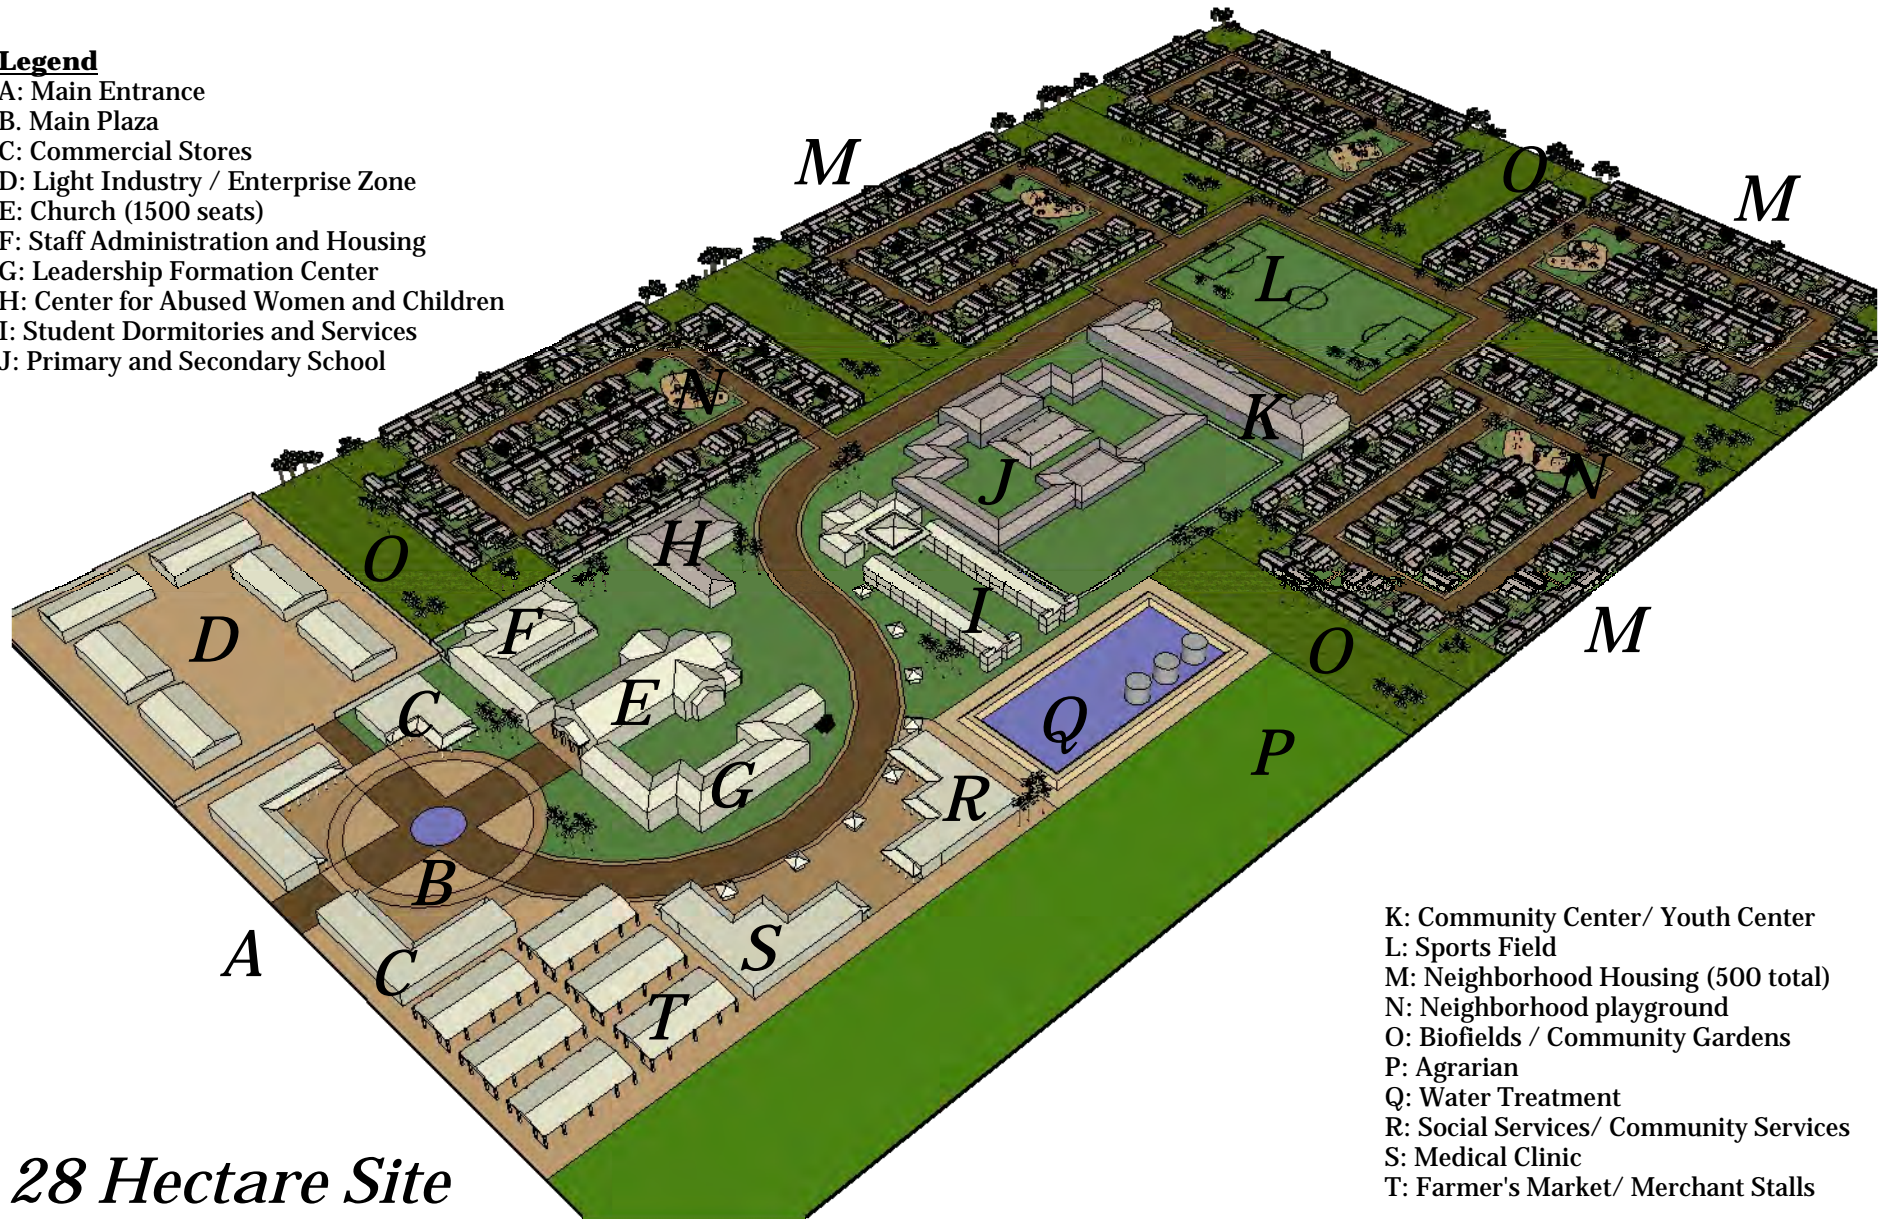 Legend
A: Main Entrance
B. Main Plaza
C: Commercial Stores
D: Light Industry / Enterprise Zone
E: Church (1500 seats)
F: Staff Administration and Housing
G: Leadership Formation Center
H: Center for Abused Women and Children
I: Student Dormitories and Services
J: Primary and Secondary School
M
O
M
L
N
K
J
N
H
O
I
F
D
M
O
E
C
Q
P
G
R
B
A
S
C
T
K: Community Center/ Youth Center
L: Sports Field
M: Neighborhood Housing (500 total)
N: Neighborhood playground
O: Biofields / Community Gardens
P: Agrarian
Q: Water Treatment
R: Social Services/ Community Services
S: Medical Clinic
T: Farmer's Market/ Merchant Stalls
28 Hectare Site